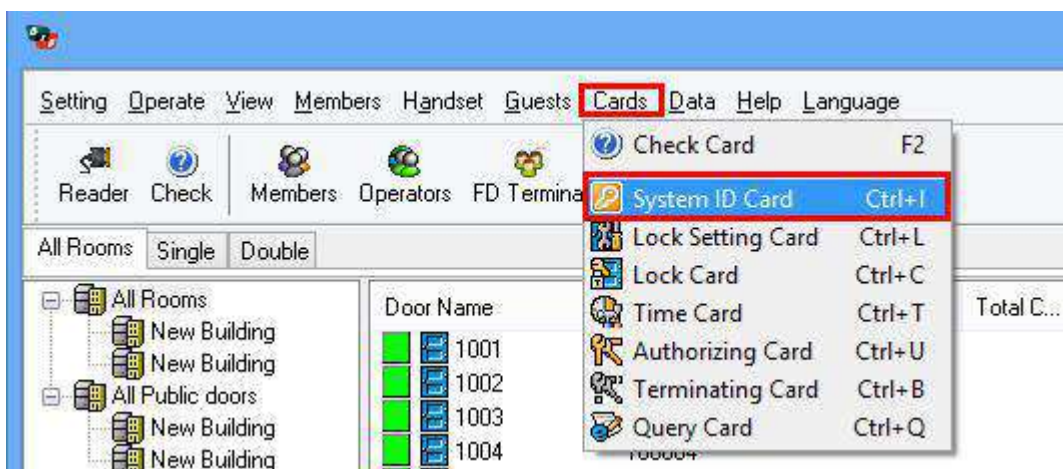 Setting Operate View Members Handset Guests Cards Data Help Language
Reader Check Members Operators FD Termina
Check Card F2
System ID Card Ctrl+I
Lock Setting Card Ctrl+L
Lock Card Ctrl+C
Time Card Ctrl+T
Authorizing Card Ctrl+U
Terminating Card Ctrl+B
Query Card Ctrl+Q
All Rooms Single Double
All Rooms
New Building
New Building
All Public doors
New Building
New Building
Door Name Total C...
1001
1002
1003
1004